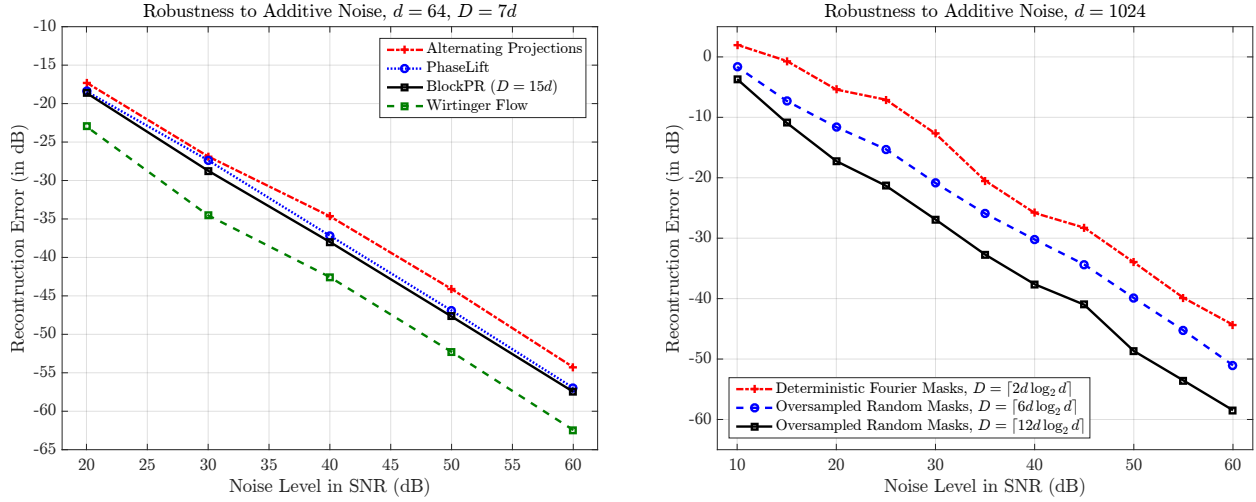 Robustness to Additive Noise, d = 64, D = 7d
-10
-15
-20
-25
-30
-35
-40
-45
-50
-55
-60
-65
Recontruction Error (in dB)
Alternating Projections
PhaseLift
BlockPR (D = 15d)
Wirtinger Flow
20 25 30 35 40 45 50 55 60
Noise Level in SNR (dB)
Robustness to Additive Noise, d = 1024
0
-10
-20
-30
-40
-50
-60
Recontruction Error (in dB)
Deterministic Fourier Masks, D = ⌈2d log₂ d⌉
Oversampled Random Masks, D = ⌈6d log₂ d⌉
Oversampled Random Masks, D = ⌈12d log₂ d⌉
10 20 30 40 50 60
Noise Level in SNR (dB)